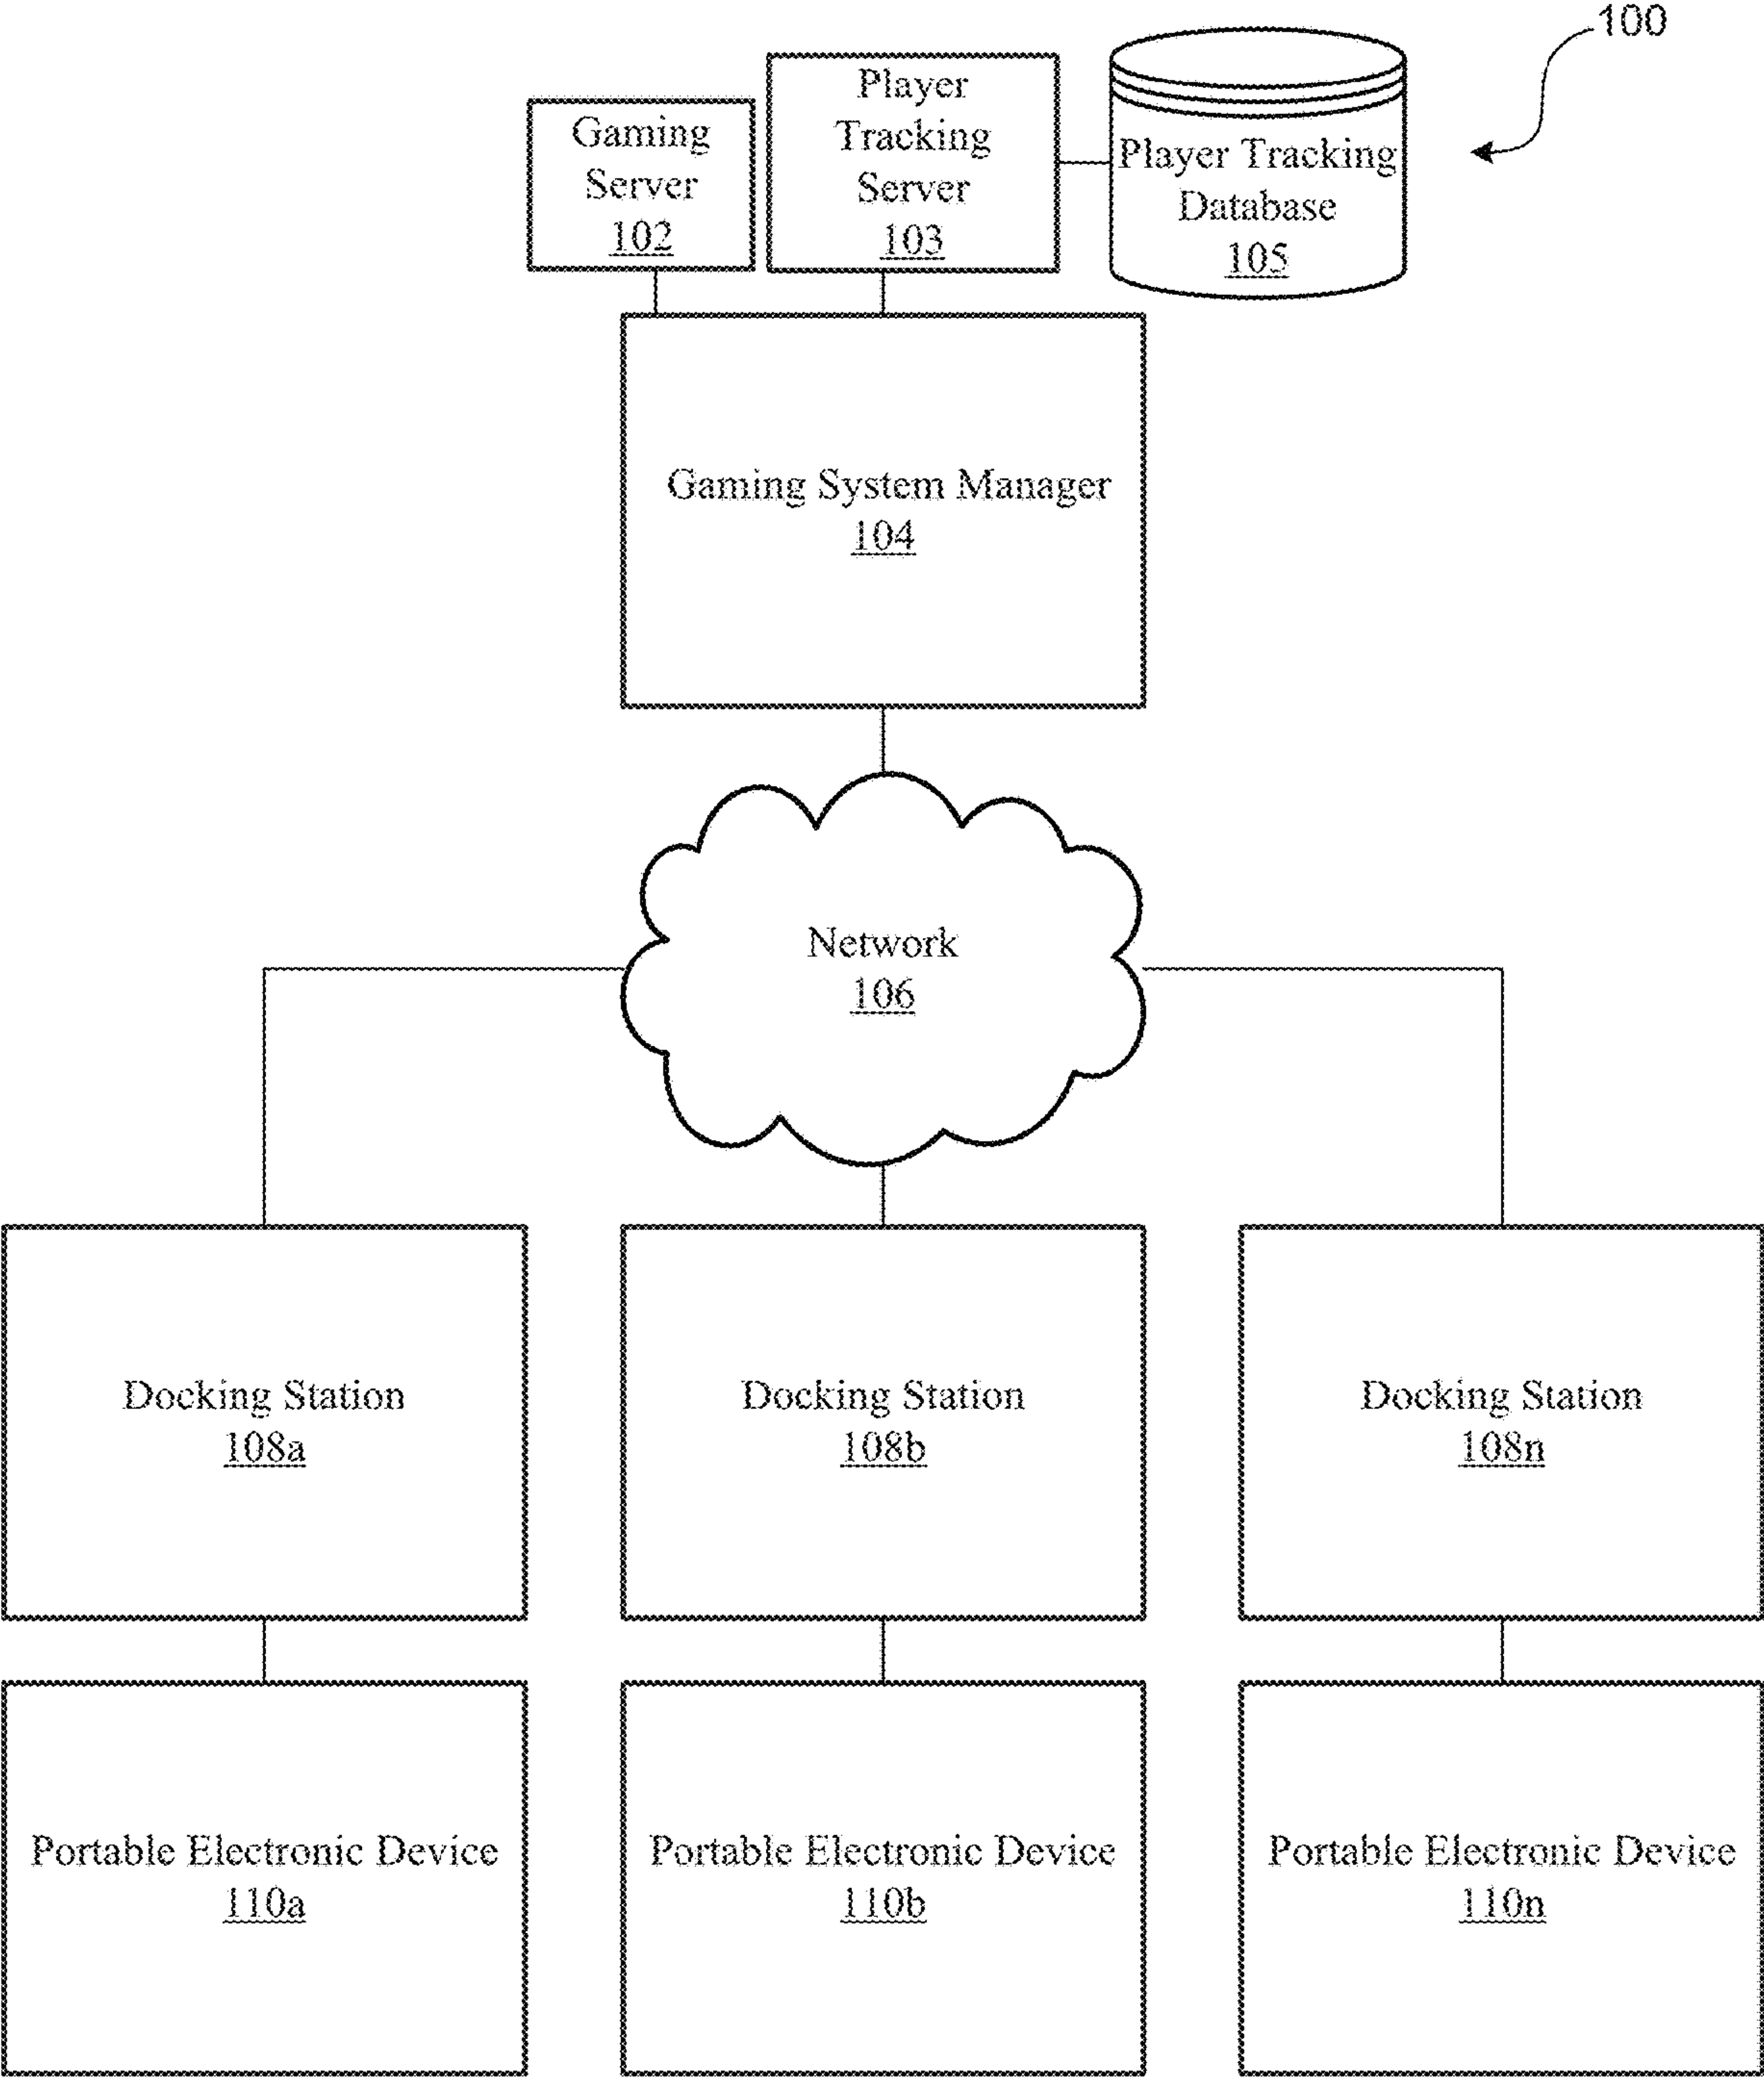 100
Gaming
Server
102
Player
Tracking
Server
103
Player Tracking
Database
105
Gaming System Manager
104
Network
106
Docking Station
108a
Docking Station
108b
Docking Station
108n
Portable Electronic Device
110a
Portable Electronic Device
110b
Portable Electronic Device
110n